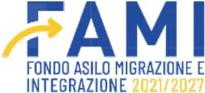 FAMI
FONDO ASILO MIGRAZIONE E
INTEGRAZIONE 2021/2027